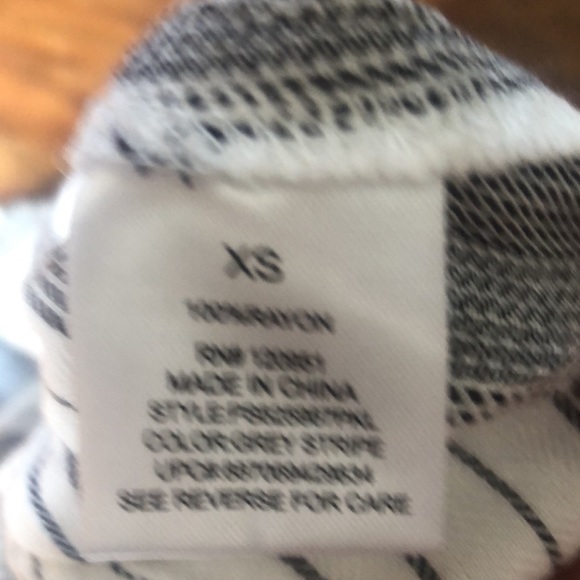 XS
100%RAYON
RN#
MADE IN CHINA
STYLE
COLOR:GREY STRIPE
UPC#
SEE REVERSE FOR CARE